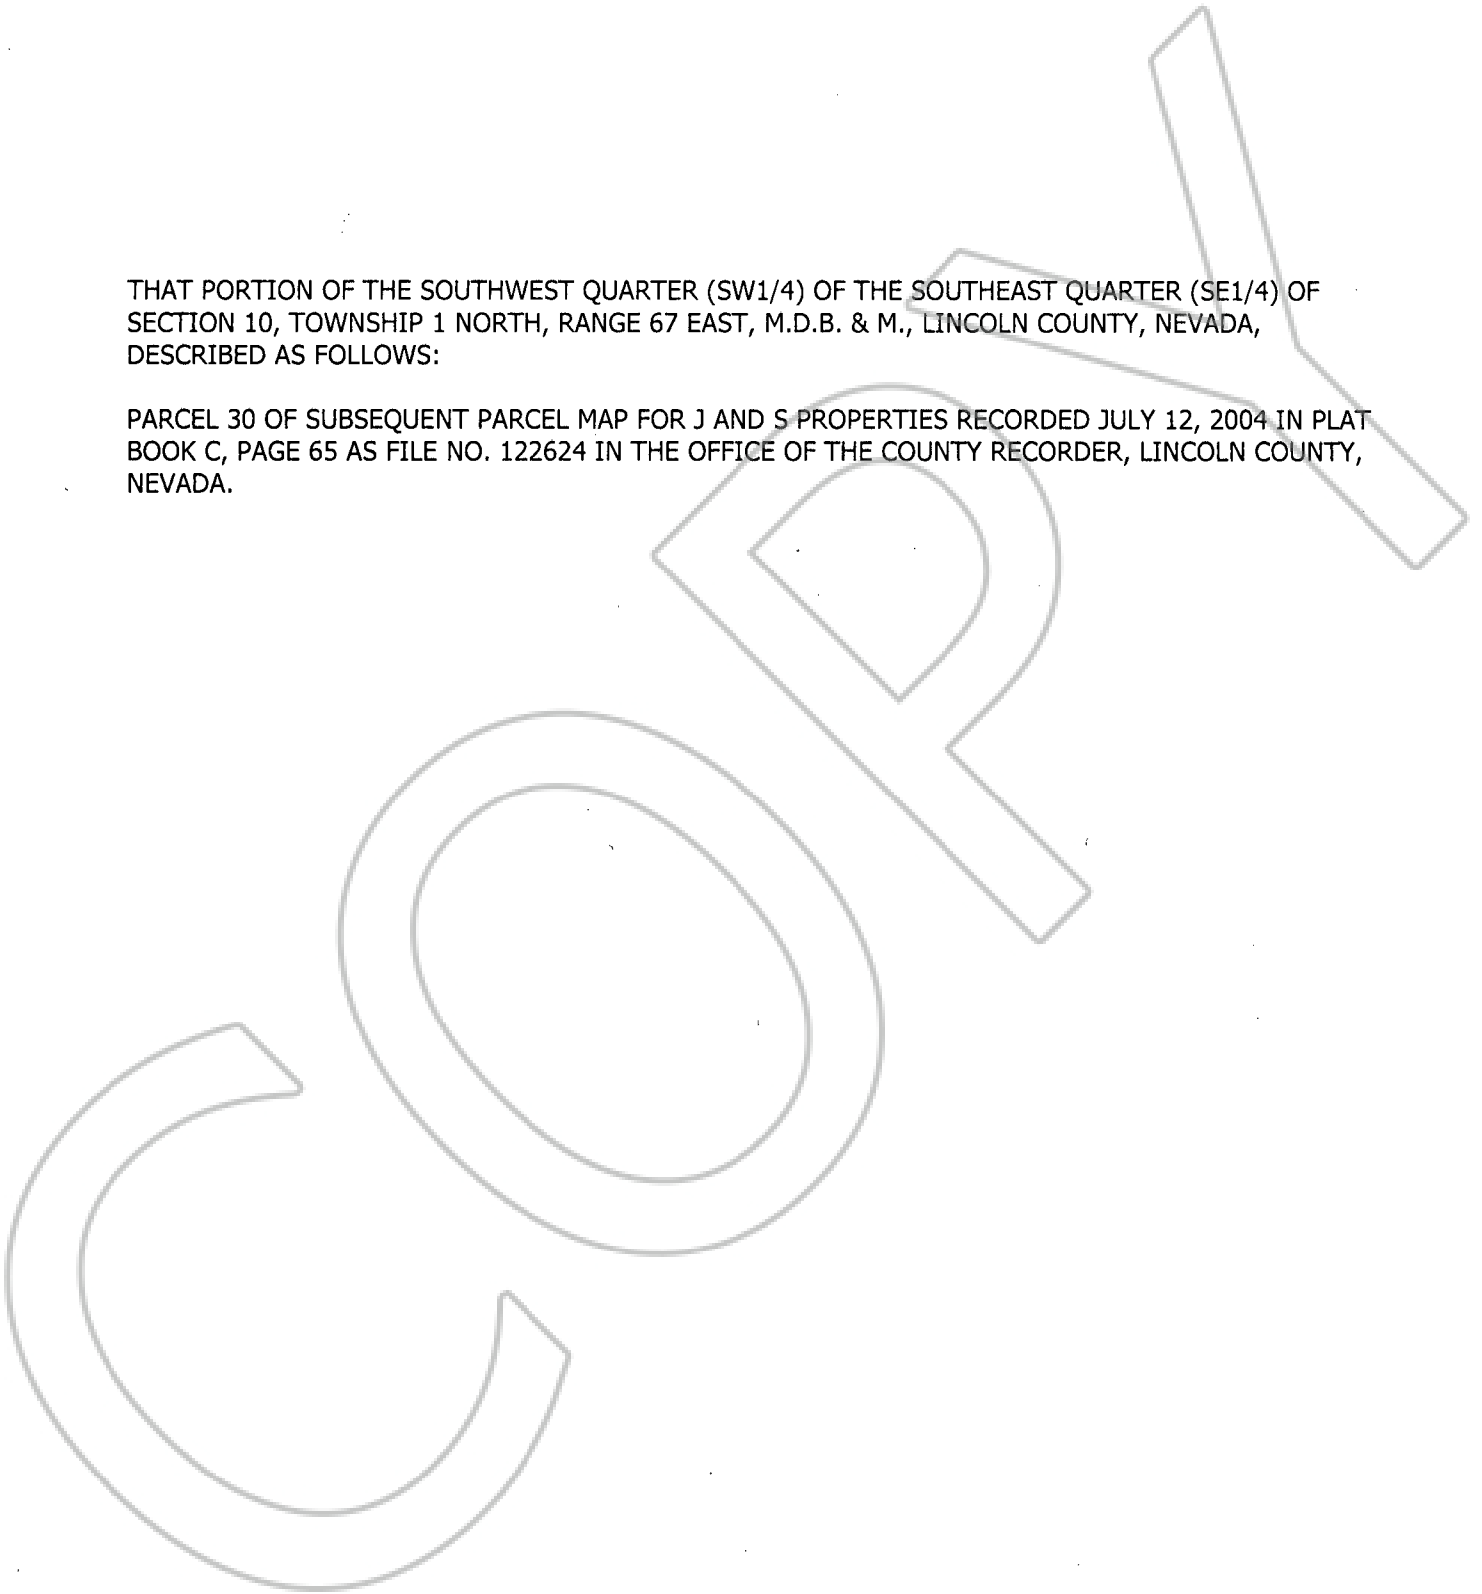 THAT PORTION OF THE SOUTHWEST QUARTER (SW1/4) OF THE SOUTHEAST QUARTER (SE1/4) OF
SECTION 10, TOWNSHIP 1 NORTH, RANGE 67 EAST, M.D.B. & M., LINCOLN COUNTY, NEVADA,
DESCRIBED AS FOLLOWS:
PARCEL 30 OF SUBSEQUENT PARCEL MAP FOR J AND S PROPERTIES RECORDED JULY 12, 2004 IN PLAT
BOOK C, PAGE 65 AS FILE NO. 122624 IN THE OFFICE OF THE COUNTY RECORDER, LINCOLN COUNTY,
NEVADA.
COPY